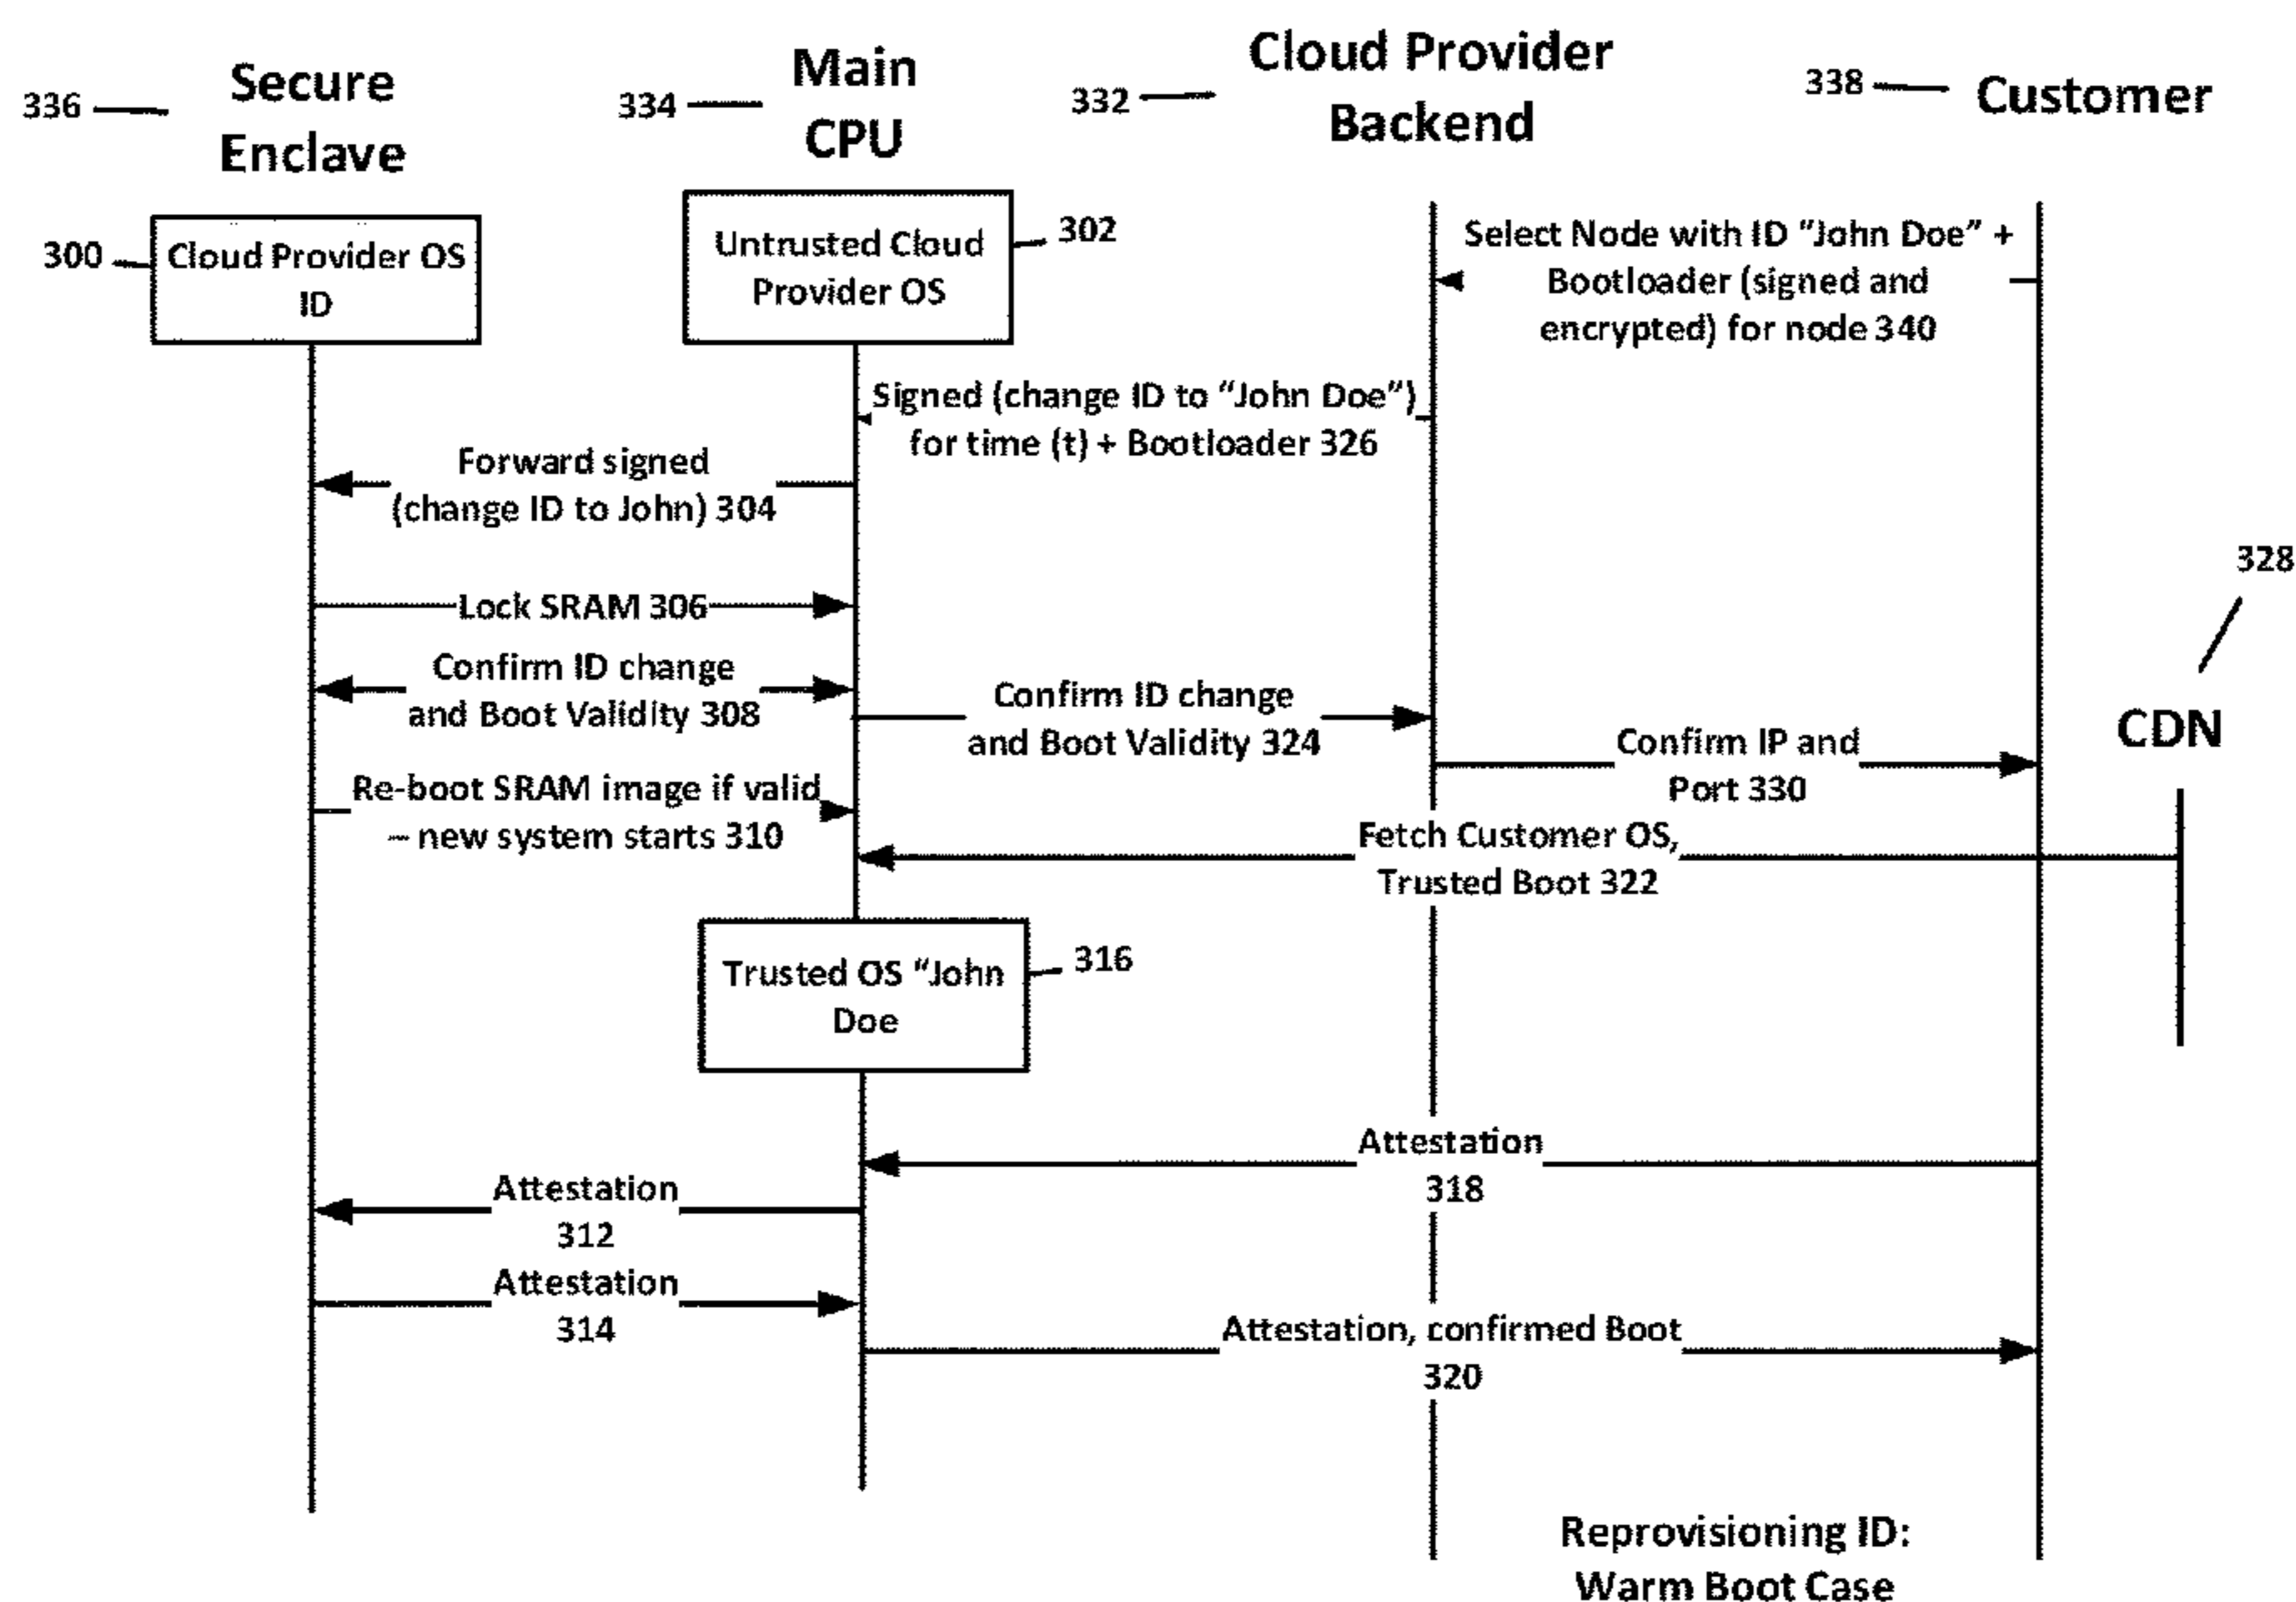 336
Secure
Enclave
334
Main
CPU
332
Cloud Provider
Backend
338
Customer
300
Cloud Provider OS
ID
Untrusted Cloud
Provider OS
302
Select Node with ID "John Doe" +
Bootloader (signed and
encrypted) for node 340
Signed (change ID to "John Doe")
for time (t) + Bootloader 326
Forward signed
(change ID to John) 304
328
Lock SRAM 306
Confirm ID change
and Boot Validity 308
Confirm ID change
and Boot Validity 324
CDN
Confirm IP and
Port 330
Re-boot SRAM image if valid
– new system starts 310
Fetch Customer OS,
Trusted Boot 322
Trusted OS "John
Doe
316
Attestation
318
Attestation
312
Attestation
314
Attestation, confirmed Boot
320
Reprovisioning ID:
Warm Boot Case